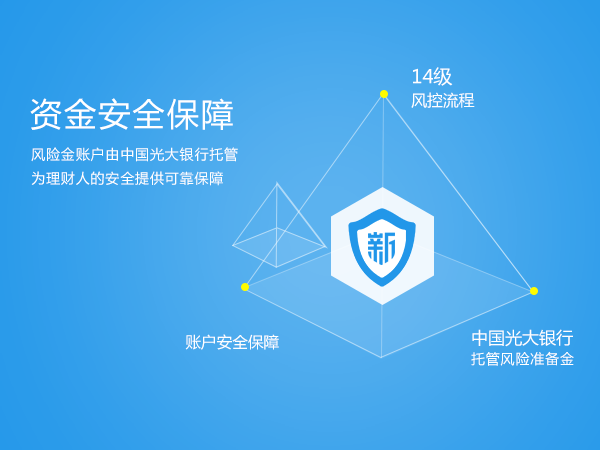 资金安全保障
风险金账户由中国光大银行托管
为理财人的安全提供可靠保障
14级
风控流程
新
账户安全保障
中国光大银行
托管风险准备金